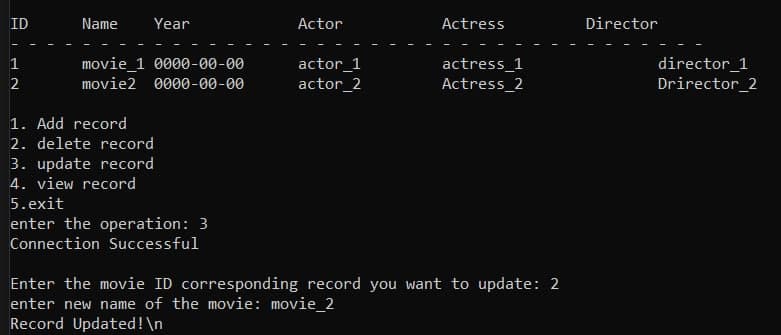 ID Name Year Actor Actress Director
- - - - - - - - - - - - - - - - - - - - - - - - - - - - - - - - - - - - - - -
1 movie_1 0000-00-00 actor_1 actress_1 director_1
2 movie2 0000-00-00 actor_2 Actress_2 Drirector_2
1. Add record
2. delete record
3. update record
4. view record
5.exit
enter the operation: 3
Connection Successful
Enter the movie ID corresponding record you want to update: 2
enter new name of the movie: movie_2
Record Updated!\n